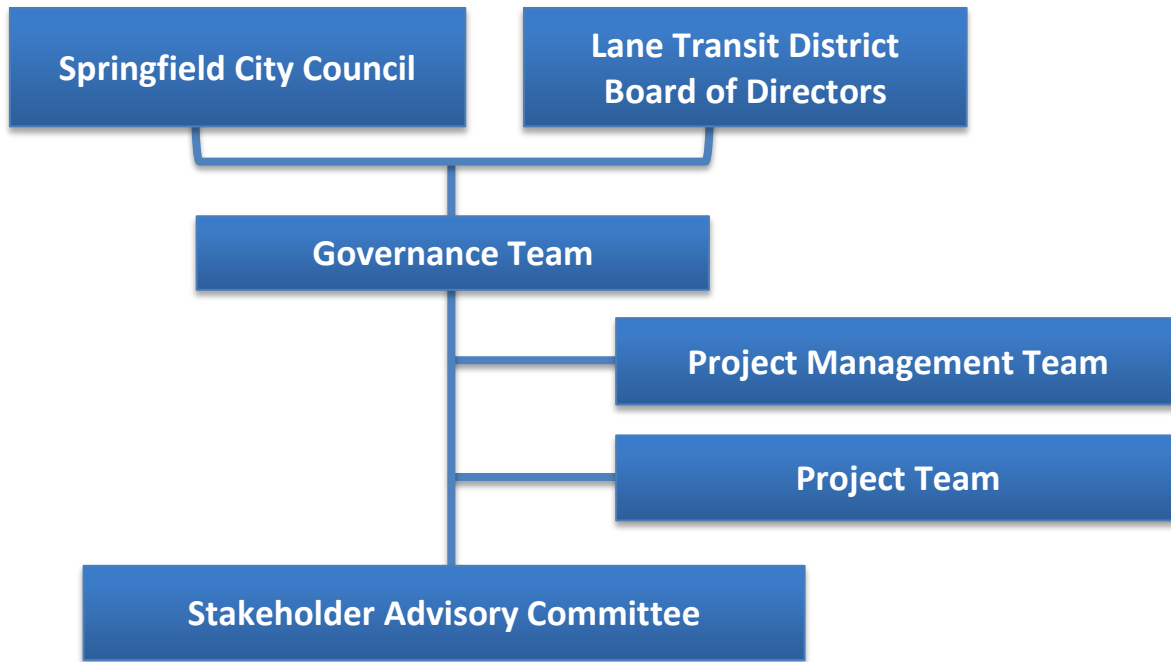 Springfield City Council
Lane Transit District
Board of Directors
Governance Team
Project Management Team
Project Team
Stakeholder Advisory Committee